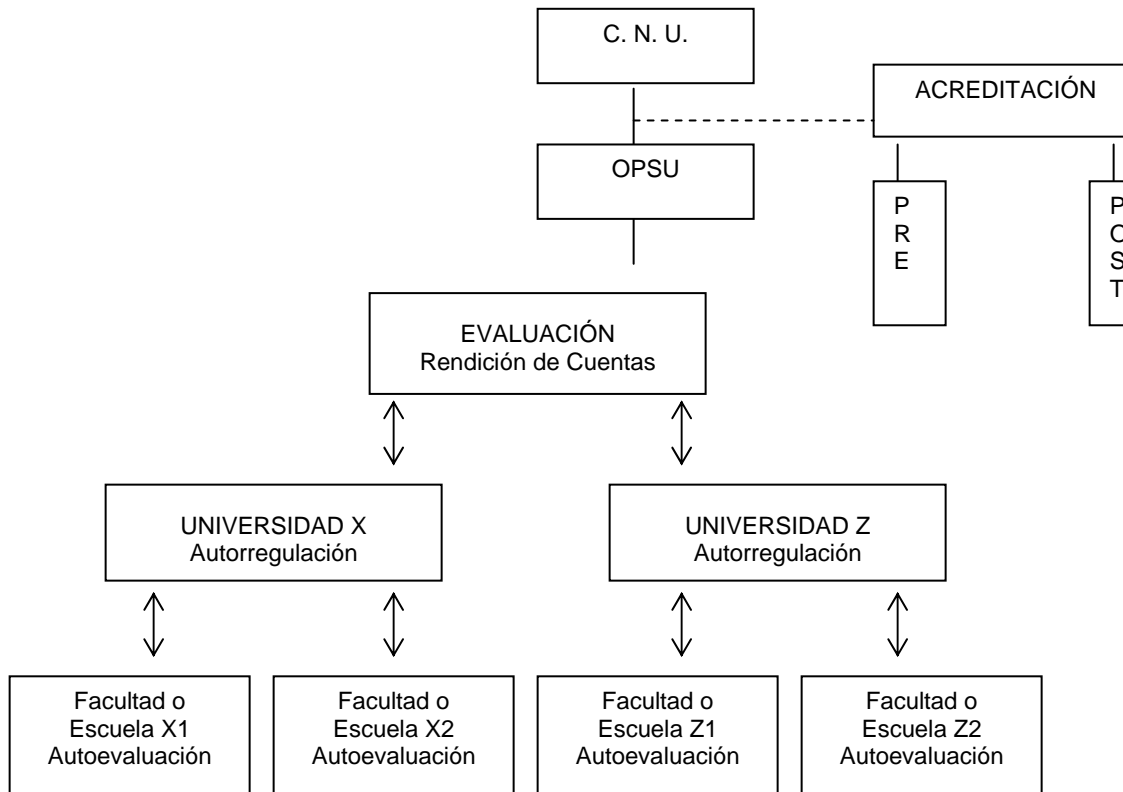 C. N. U.
ACREDITACIÓN
OPSU
P
R
E
P
O
S
T
EVALUACIÓN
Rendición de Cuentas
UNIVERSIDAD X
Autorregulación
UNIVERSIDAD Z
Autorregulación
Facultad o
Escuela X1
Autoevaluación
Facultad o
Escuela X2
Autoevaluación
Facultad o
Escuela Z1
Autoevaluación
Facultad o
Escuela Z2
Autoevaluación